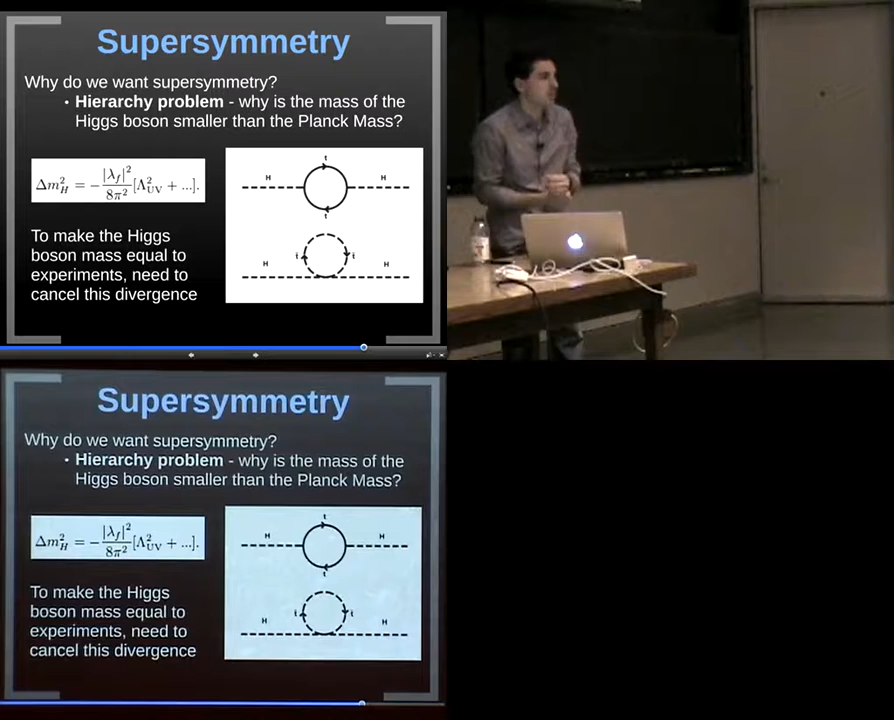 Supersymmetry
Why do we want supersymmetry?
· Hierarchy problem - why is the mass of the
Higgs boson smaller than the Planck Mass?
Δm²_H = -|λ_f|²/8π² [Λ²_UV + ...].
To make the Higgs
boson mass equal to
experiments, need to
cancel this divergence
t
H H
t
t̃ t̃
H H
Supersymmetry
Why do we want supersymmetry?
· Hierarchy problem - why is the mass of the
Higgs boson smaller than the Planck Mass?
Δm²_H = -|λ_f|²/8π² [Λ²_UV + ...].
To make the Higgs
boson mass equal to
experiments, need to
cancel this divergence
t
H H
t
t̃ t̃
H H